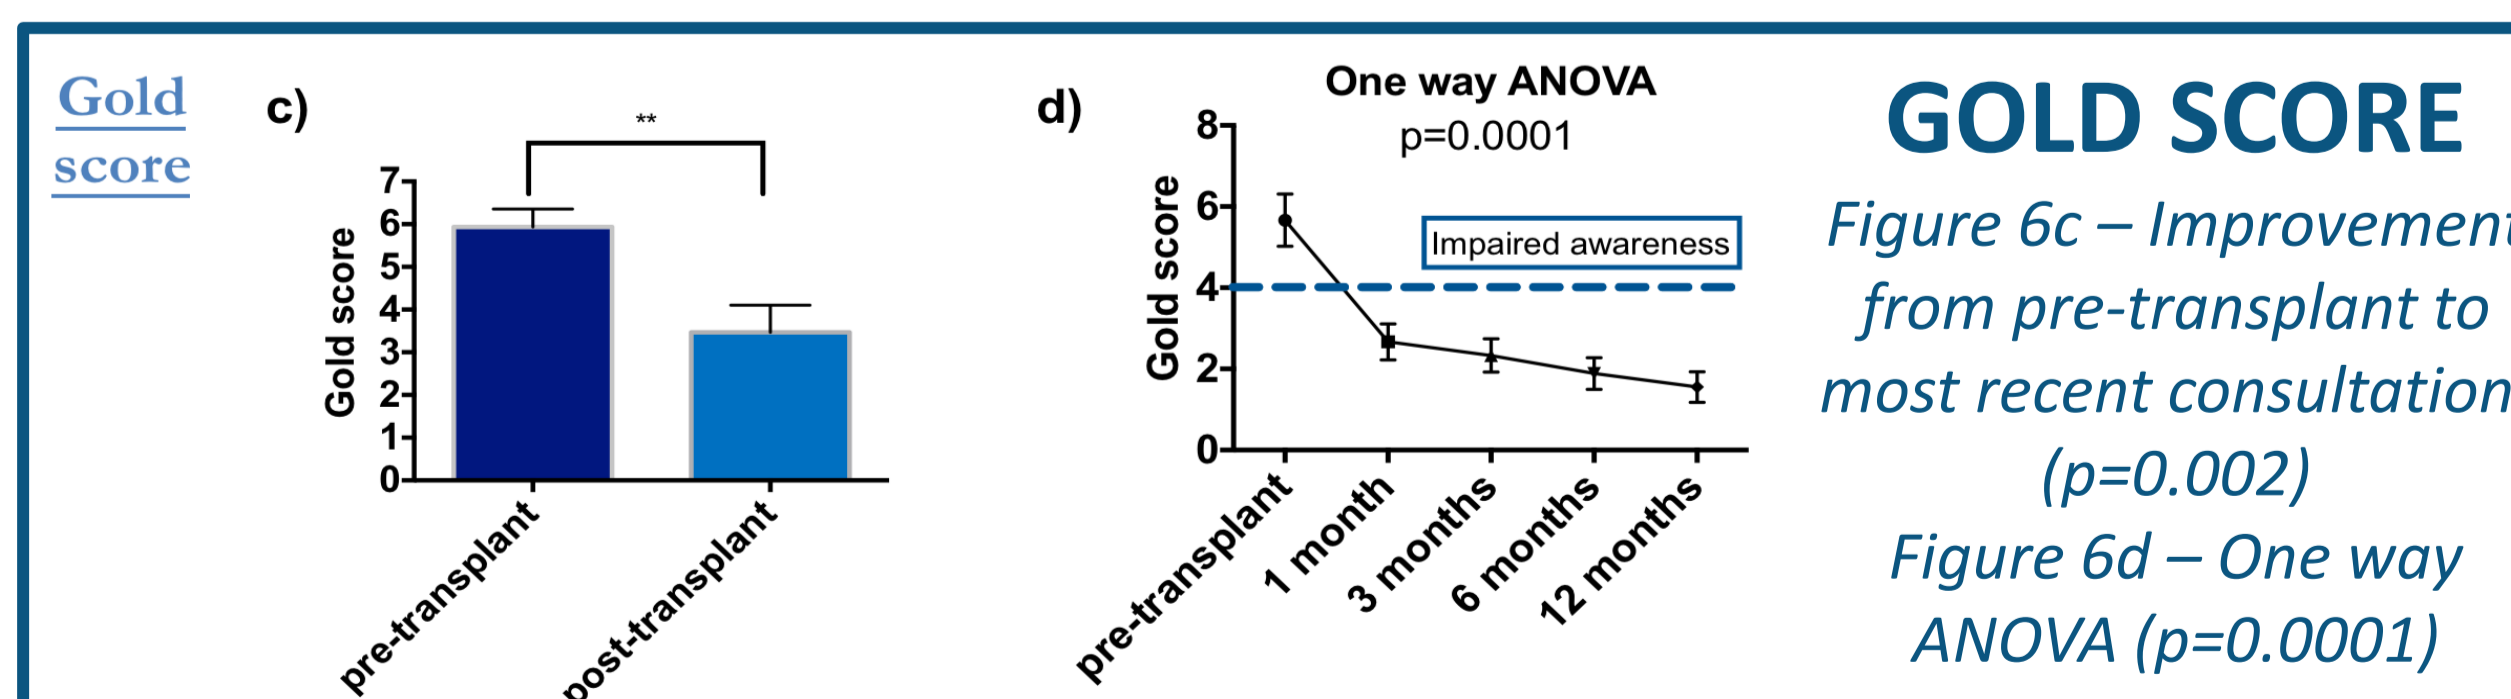 Gold
score
c)
**
7
6
5
4
3
2
1
0
Gold score
pre-transplant
post-transplant
d)
One way ANOVA
p=0.0001
8
6
4
2
0
Gold score
Impaired awareness
pre-transplant
1 month
3 months
6 months
12 months
GOLD SCORE
Figure 6c – Improvement
from pre-transplant to
most recent consultation
(p=0.002)
Figure 6d – One way
ANOVA (p=0.0001)